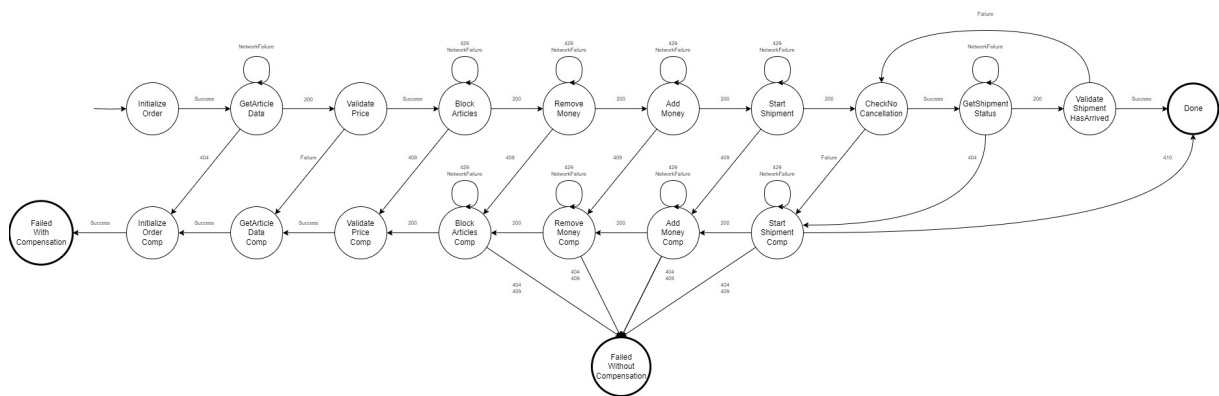 Failure
NetworkFailure
429
NetworkFailure
429
NetworkFailure
429
NetworkFailure
429
NetworkFailure
NetworkFailure
Initialize
Order
Success
GetArticle
Data
200
Validate
Price
Success
Block
Articles
200
Remove
Money
200
Add
Money
200
Start
Shipment
200
CheckNo
Cancellation
Success
GetShipment
Status
200
Validate
Shipment
HasArrived
Success
Done
404
Failure
409
409
409
409
Failure
404
410
429
NetworkFailure
429
NetworkFailure
429
NetworkFailure
429
NetworkFailure
Failed
With
Compensation
Success
Initialize
Order
Comp
Success
GetArticle
Data
Comp
Success
Validate
Price
Comp
200
Block
Articles
Comp
200
Remove
Money
Comp
200
Add
Money
Comp
200
Start
Shipment
Comp
404
409
404
409
404
409
404
409
Failed
Without
Compensation